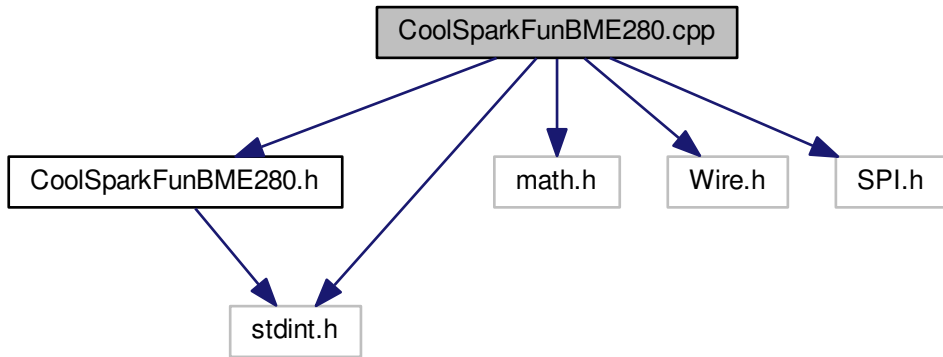 CoolSparkFunBME280.cpp
CoolSparkFunBME280.h
math.h
Wire.h
SPI.h
stdint.h